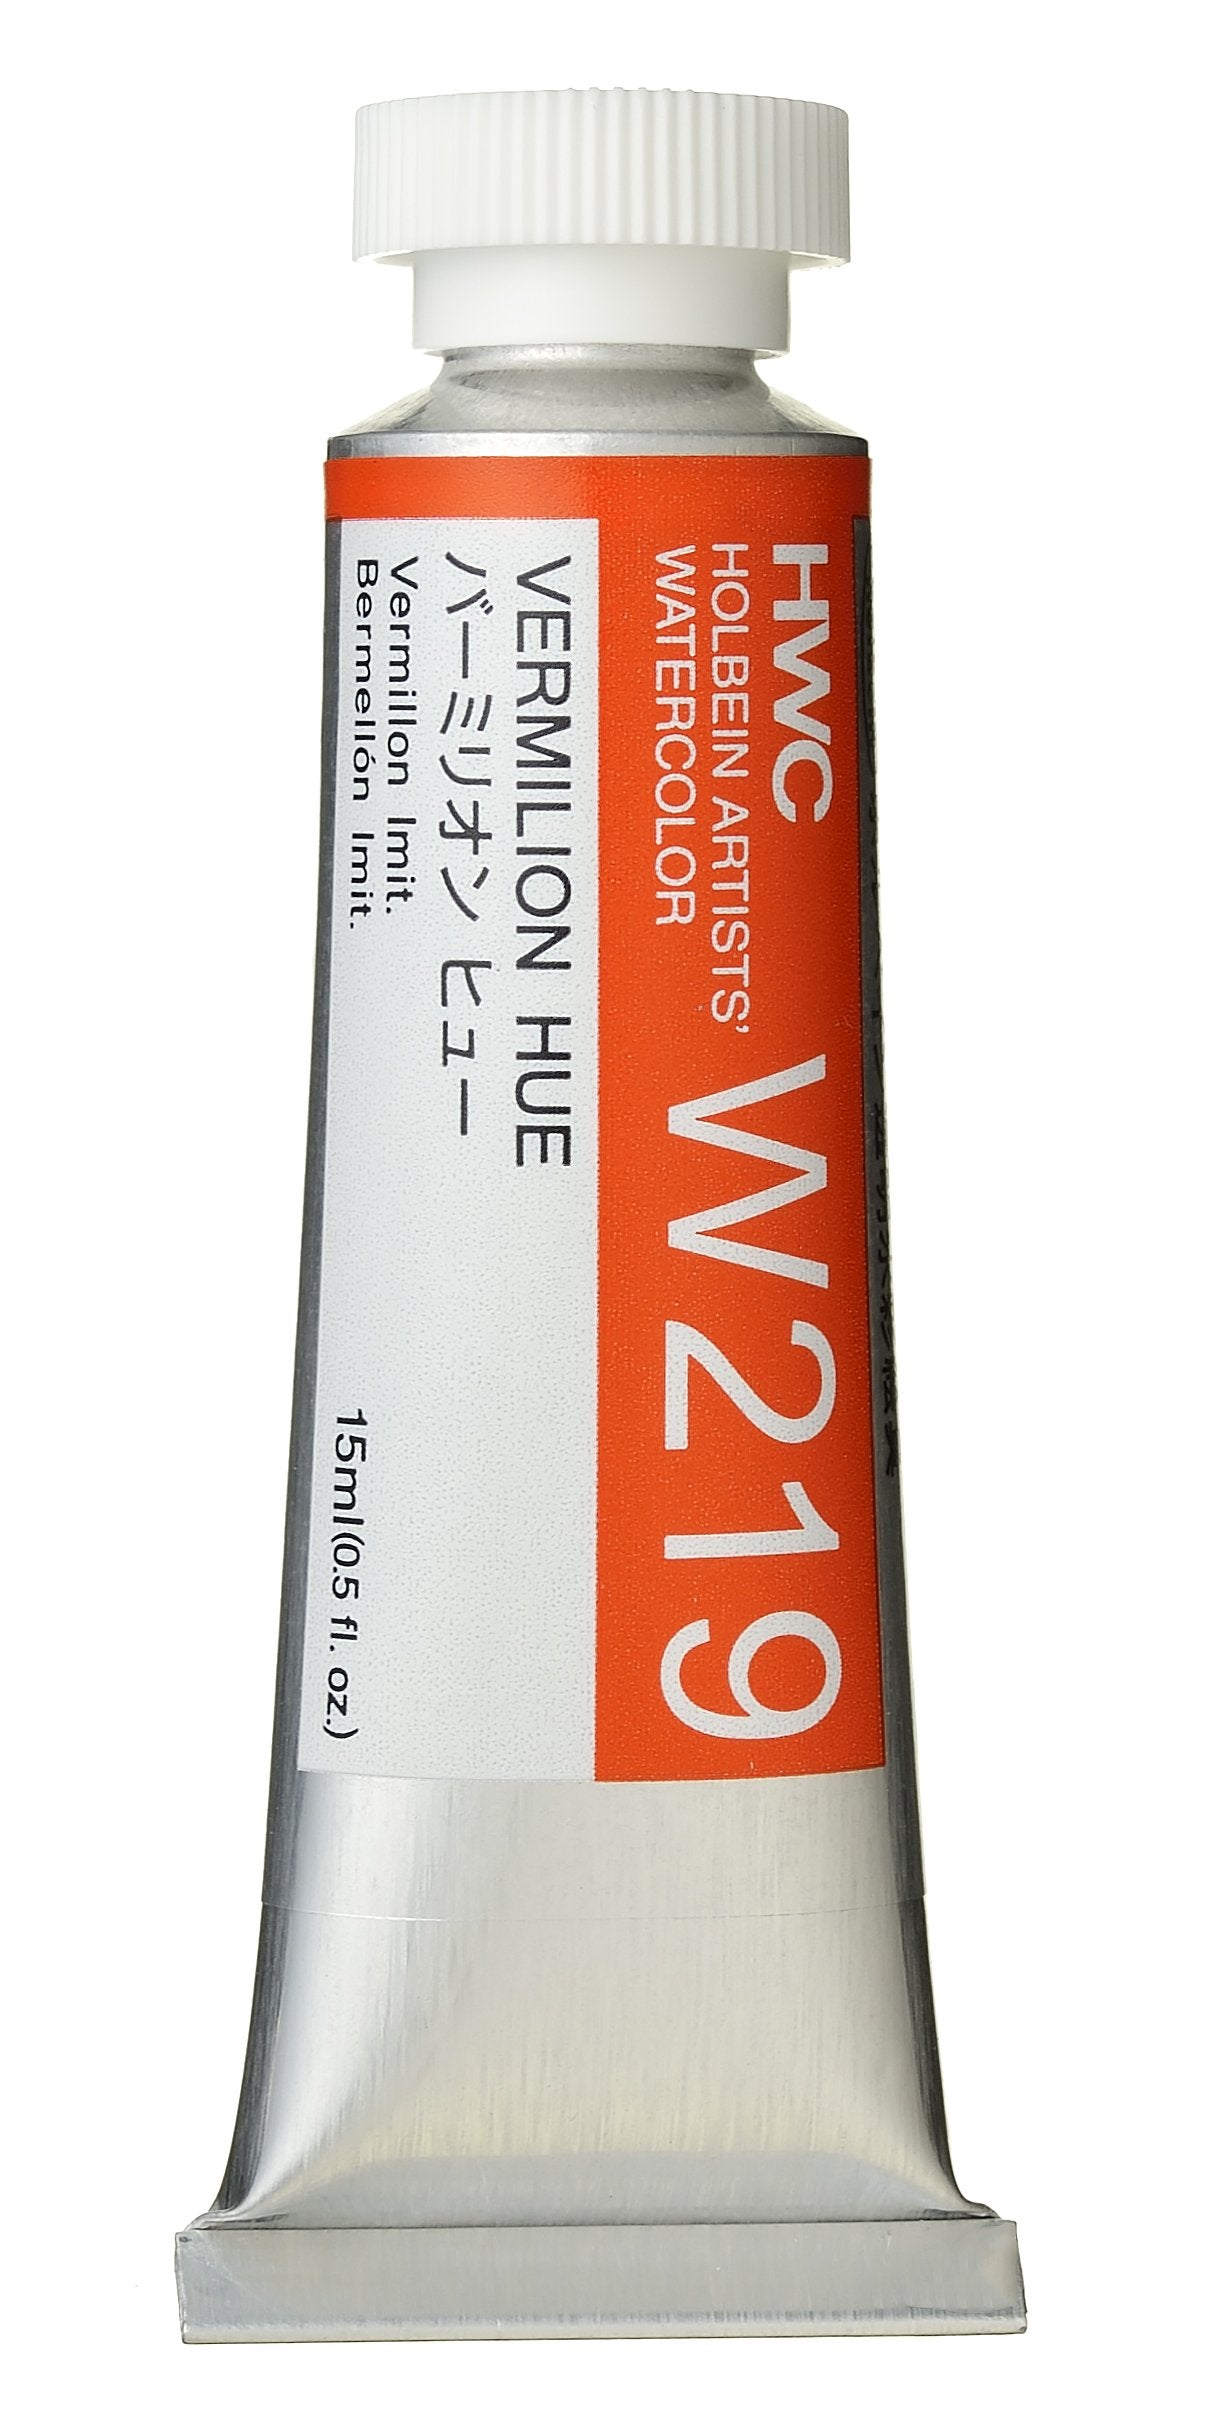 HWC
HOLBEIN ARTISTS'
WATERCOLOR
W219
VERMILION HUE
バーミリオン ヒュー
Vermillon Imit.
Bermellón Imit.
15ml(0.5 fl. oz.)